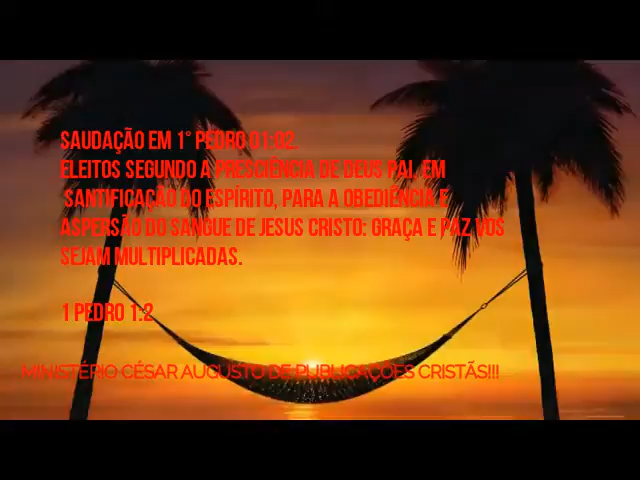 SAUDAÇÃO EM 1° PEDRO 01:02.
ELEITOS SEGUNDO A PRESCIÊNCIA DE DEUS PAI, EM
SANTIFICAÇÃO DO ESPÍRITO, PARA A OBEDIÊNCIA E
ASPERSÃO DO SANGUE DE JESUS CRISTO: GRAÇA E PAZ VOS
SEJAM MULTIPLICADAS.
1 PEDRO 1:2
MINISTÉRIO CÉSAR AUGUSTO DE PUBLICAÇÕES CRISTÃS!!!